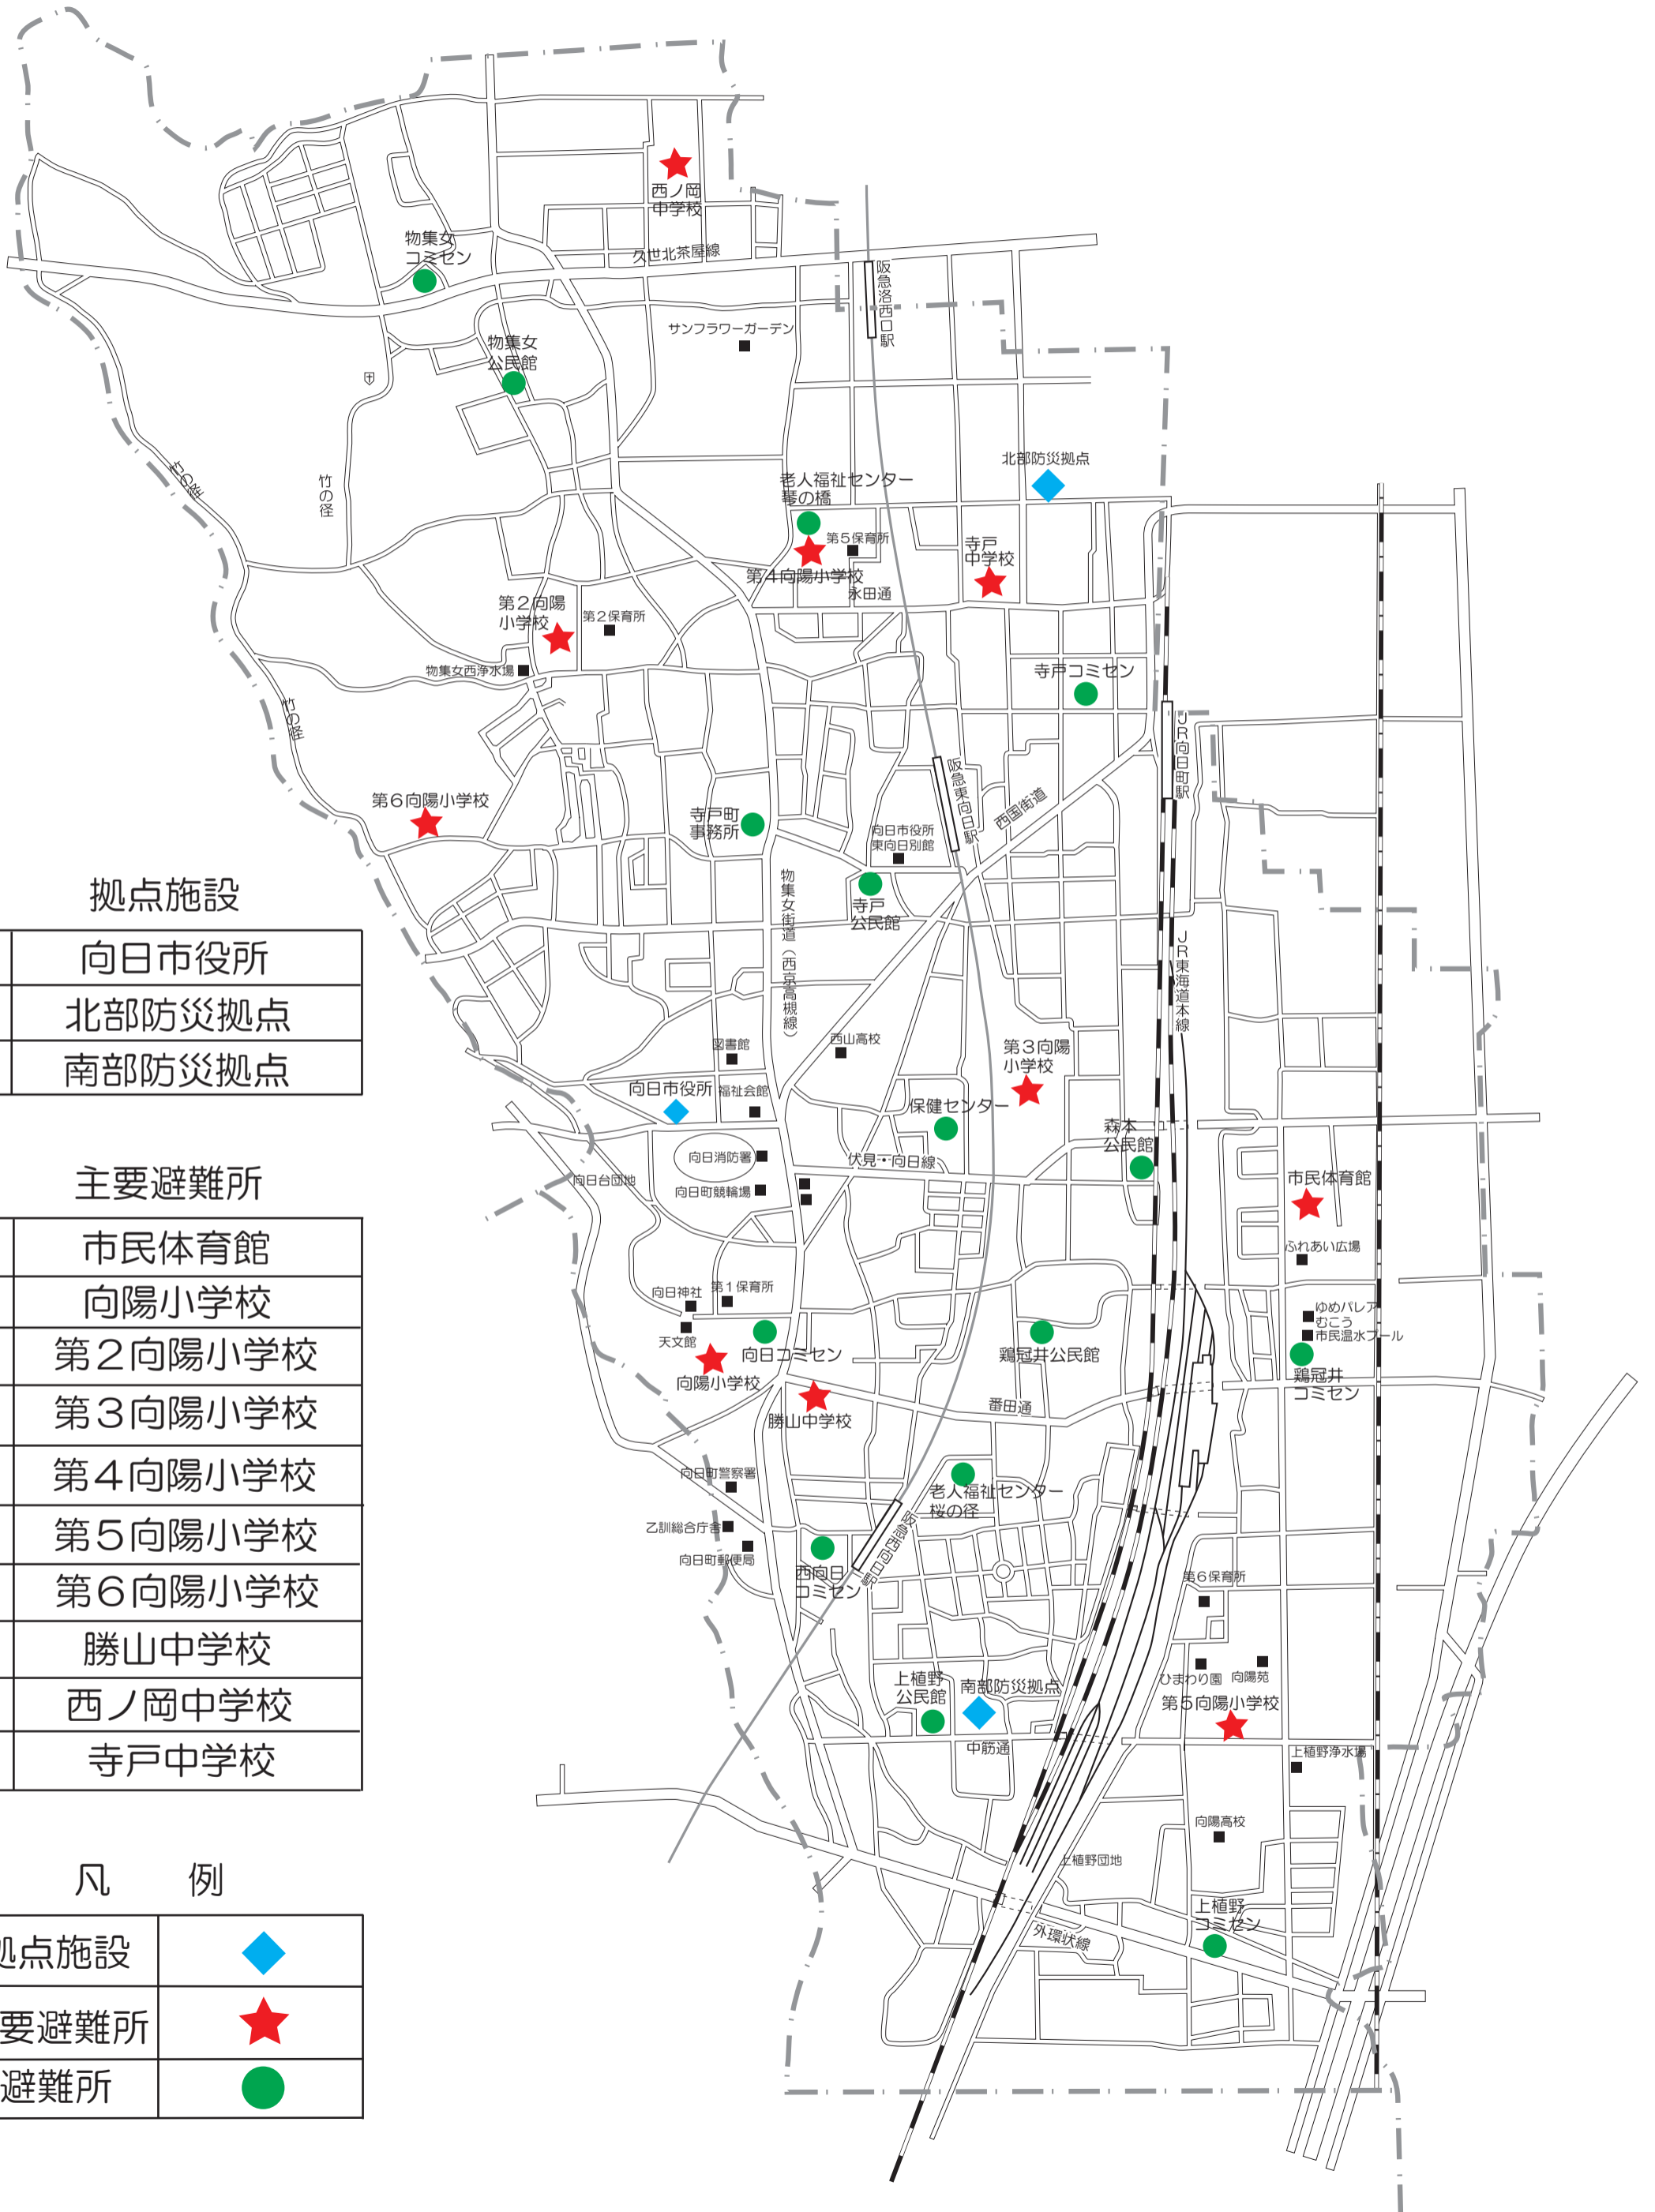 西ノ岡
中学校
物集女
コミセン
久世北茶屋線
阪急洛西口駅
サンフラワーガーデン
物集女
公民館
竹の径
竹の径
北部防災拠点
老人福祉センター
琴の橋
第5保育所
寺戸
中学校
第4向陽小学校
永田通
第2向陽
小学校
第2保育所
物集女西浄水場
寺戸コミセン
竹の径
JR向日町駅
阪急東向日駅
西国街道
第6向陽小学校
寺戸町
事務所
向日市役所
東向日別館
物集女街道(西京高槻線)
寺戸
公民館
JR東海道本線
拠点施設
向日市役所
北部防災拠点
南部防災拠点
図書館
西山高校
第3向陽
小学校
向日市役所
福祉会館
保健センター
森本
公民館
向日消防署
伏見・向日線
向日台団地
向日町競輪場
市民体育館
ふれあい広場
主要避難所
市民体育館
向陽小学校
第2向陽小学校
第3向陽小学校
第4向陽小学校
第5向陽小学校
第6向陽小学校
勝山中学校
西ノ岡中学校
寺戸中学校
向日神社
第1保育所
天文館
向日コミセン
向陽小学校
鶏冠井公民館
ゆめパレア
むこう
市民温水プール
鶏冠井
コミセン
勝山中学校
番田通
向日町警察署
老人福祉センター
桜の径
乙訓総合庁舎
向日町郵便局
阪急西向日駅
西向日
コミセン
第6保育所
上植野
公民館
南部防災拠点
ひまわり園
向陽苑
第5向陽小学校
中筋通
上植野浄水場
向陽高校
上植野団地
上植野
コミセン
外環状線
凡 例
拠点施設
要避難所
避難所